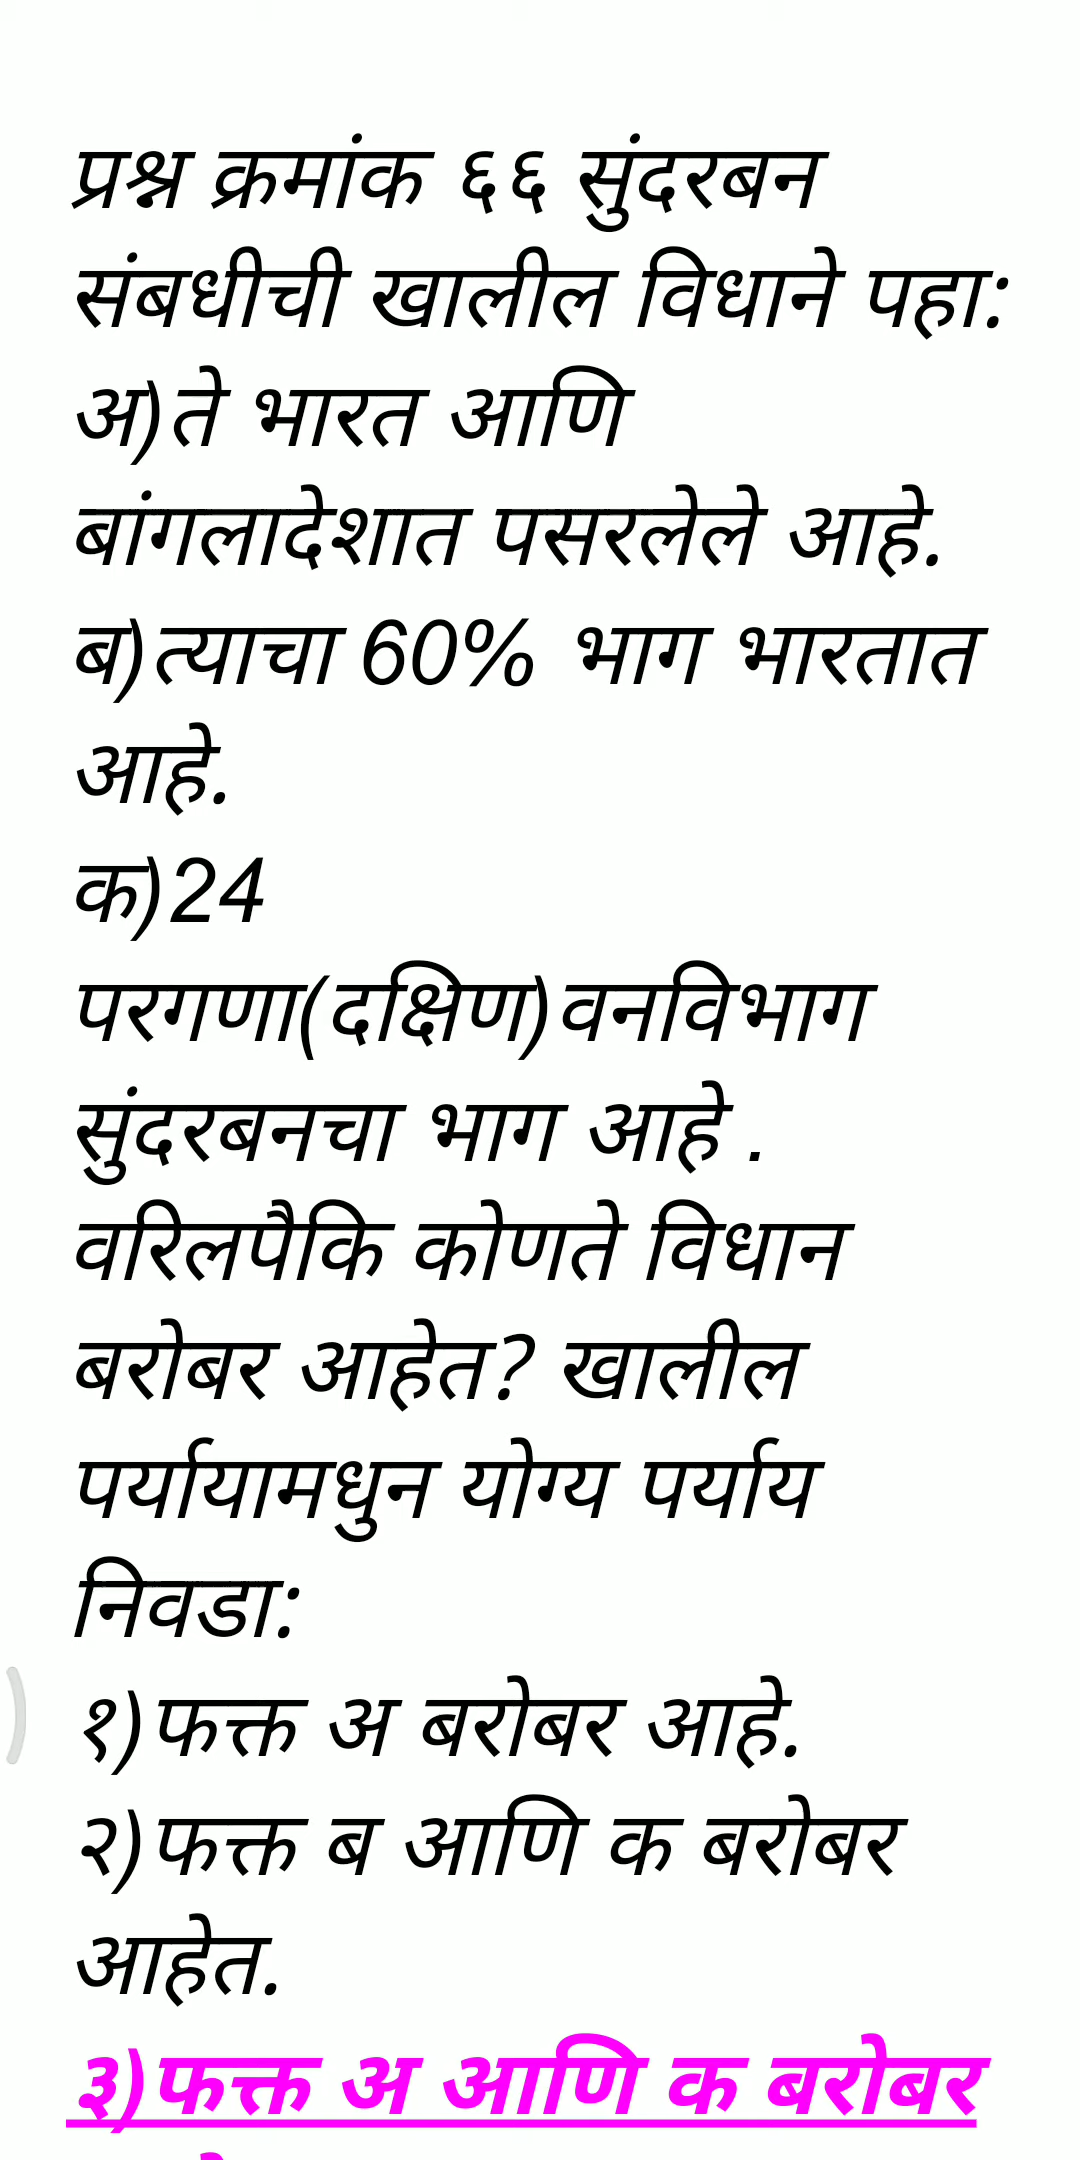 प्रश्न क्रमांक ६६ सुंदरबन
संबधीची खालील विधाने पहा:
अ)ते भारत आणि
बांगलादेशात पसरलेले आहे.
ब)त्याचा 60% भाग भारतात
आहे.
क)24
परगणा(दक्षिण)वनविभाग
सुंदरबनचा भाग आहे .
वरिलपैकि कोणते विधान
बरोबर आहेत? खालील
पर्यायामधुन योग्य पर्याय
निवडा:
१)फक्त अ बरोबर आहे.
२)फक्त ब आणि क बरोबर
आहेत.
३)फक्त अ आणि क बरोबर